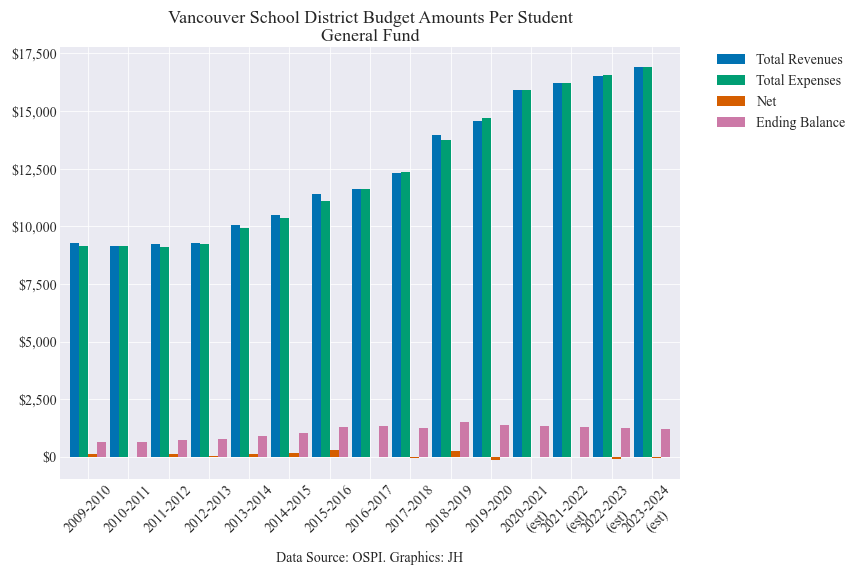 Vancouver School District Budget Amounts Per Student
General Fund
$17,500
$15,000
$12,500
$10,000
$7,500
$5,000
$2,500
$0
Total Revenues
Total Expenses
Net
Ending Balance
2009-2010
2010-2011
2011-2012
2012-2013
2013-2014
2014-2015
2015-2016
2016-2017
2017-2018
2018-2019
2019-2020
2020-2021
(est)
2021-2022
(est)
2022-2023
(est)
2023-2024
(est)
Data Source: OSPI. Graphics: JH